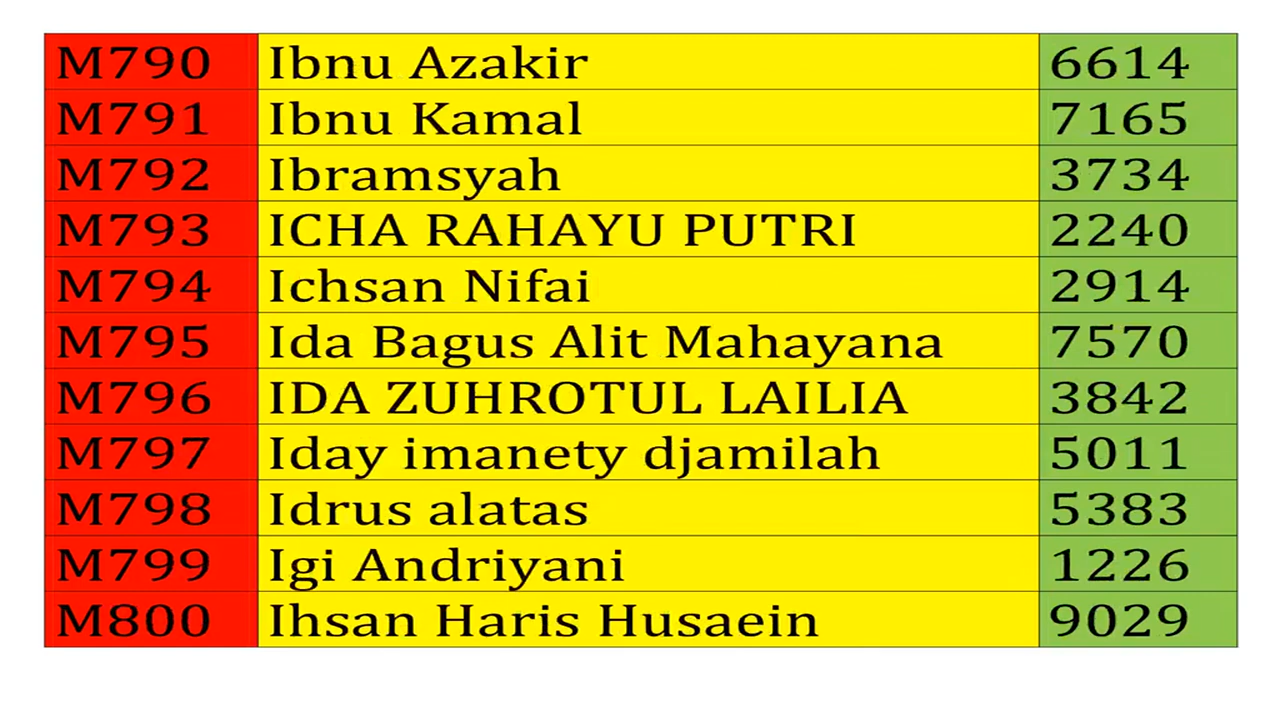 M790 Ibnu Azakir 6614
M791 Ibnu Kamal 7165
M792 Ibramsyah 3734
M793 ICHA RAHAYU PUTRI 2240
M794 Ichsan Nifai 2914
M795 Ida Bagus Alit Mahayana 7570
M796 IDA ZUHROTUL LAILIA 3842
M797 Iday imanety djamilah 5011
M798 Idrus alatas 5383
M799 Igi Andriyani 1226
M800 Ihsan Haris Husaein 9029